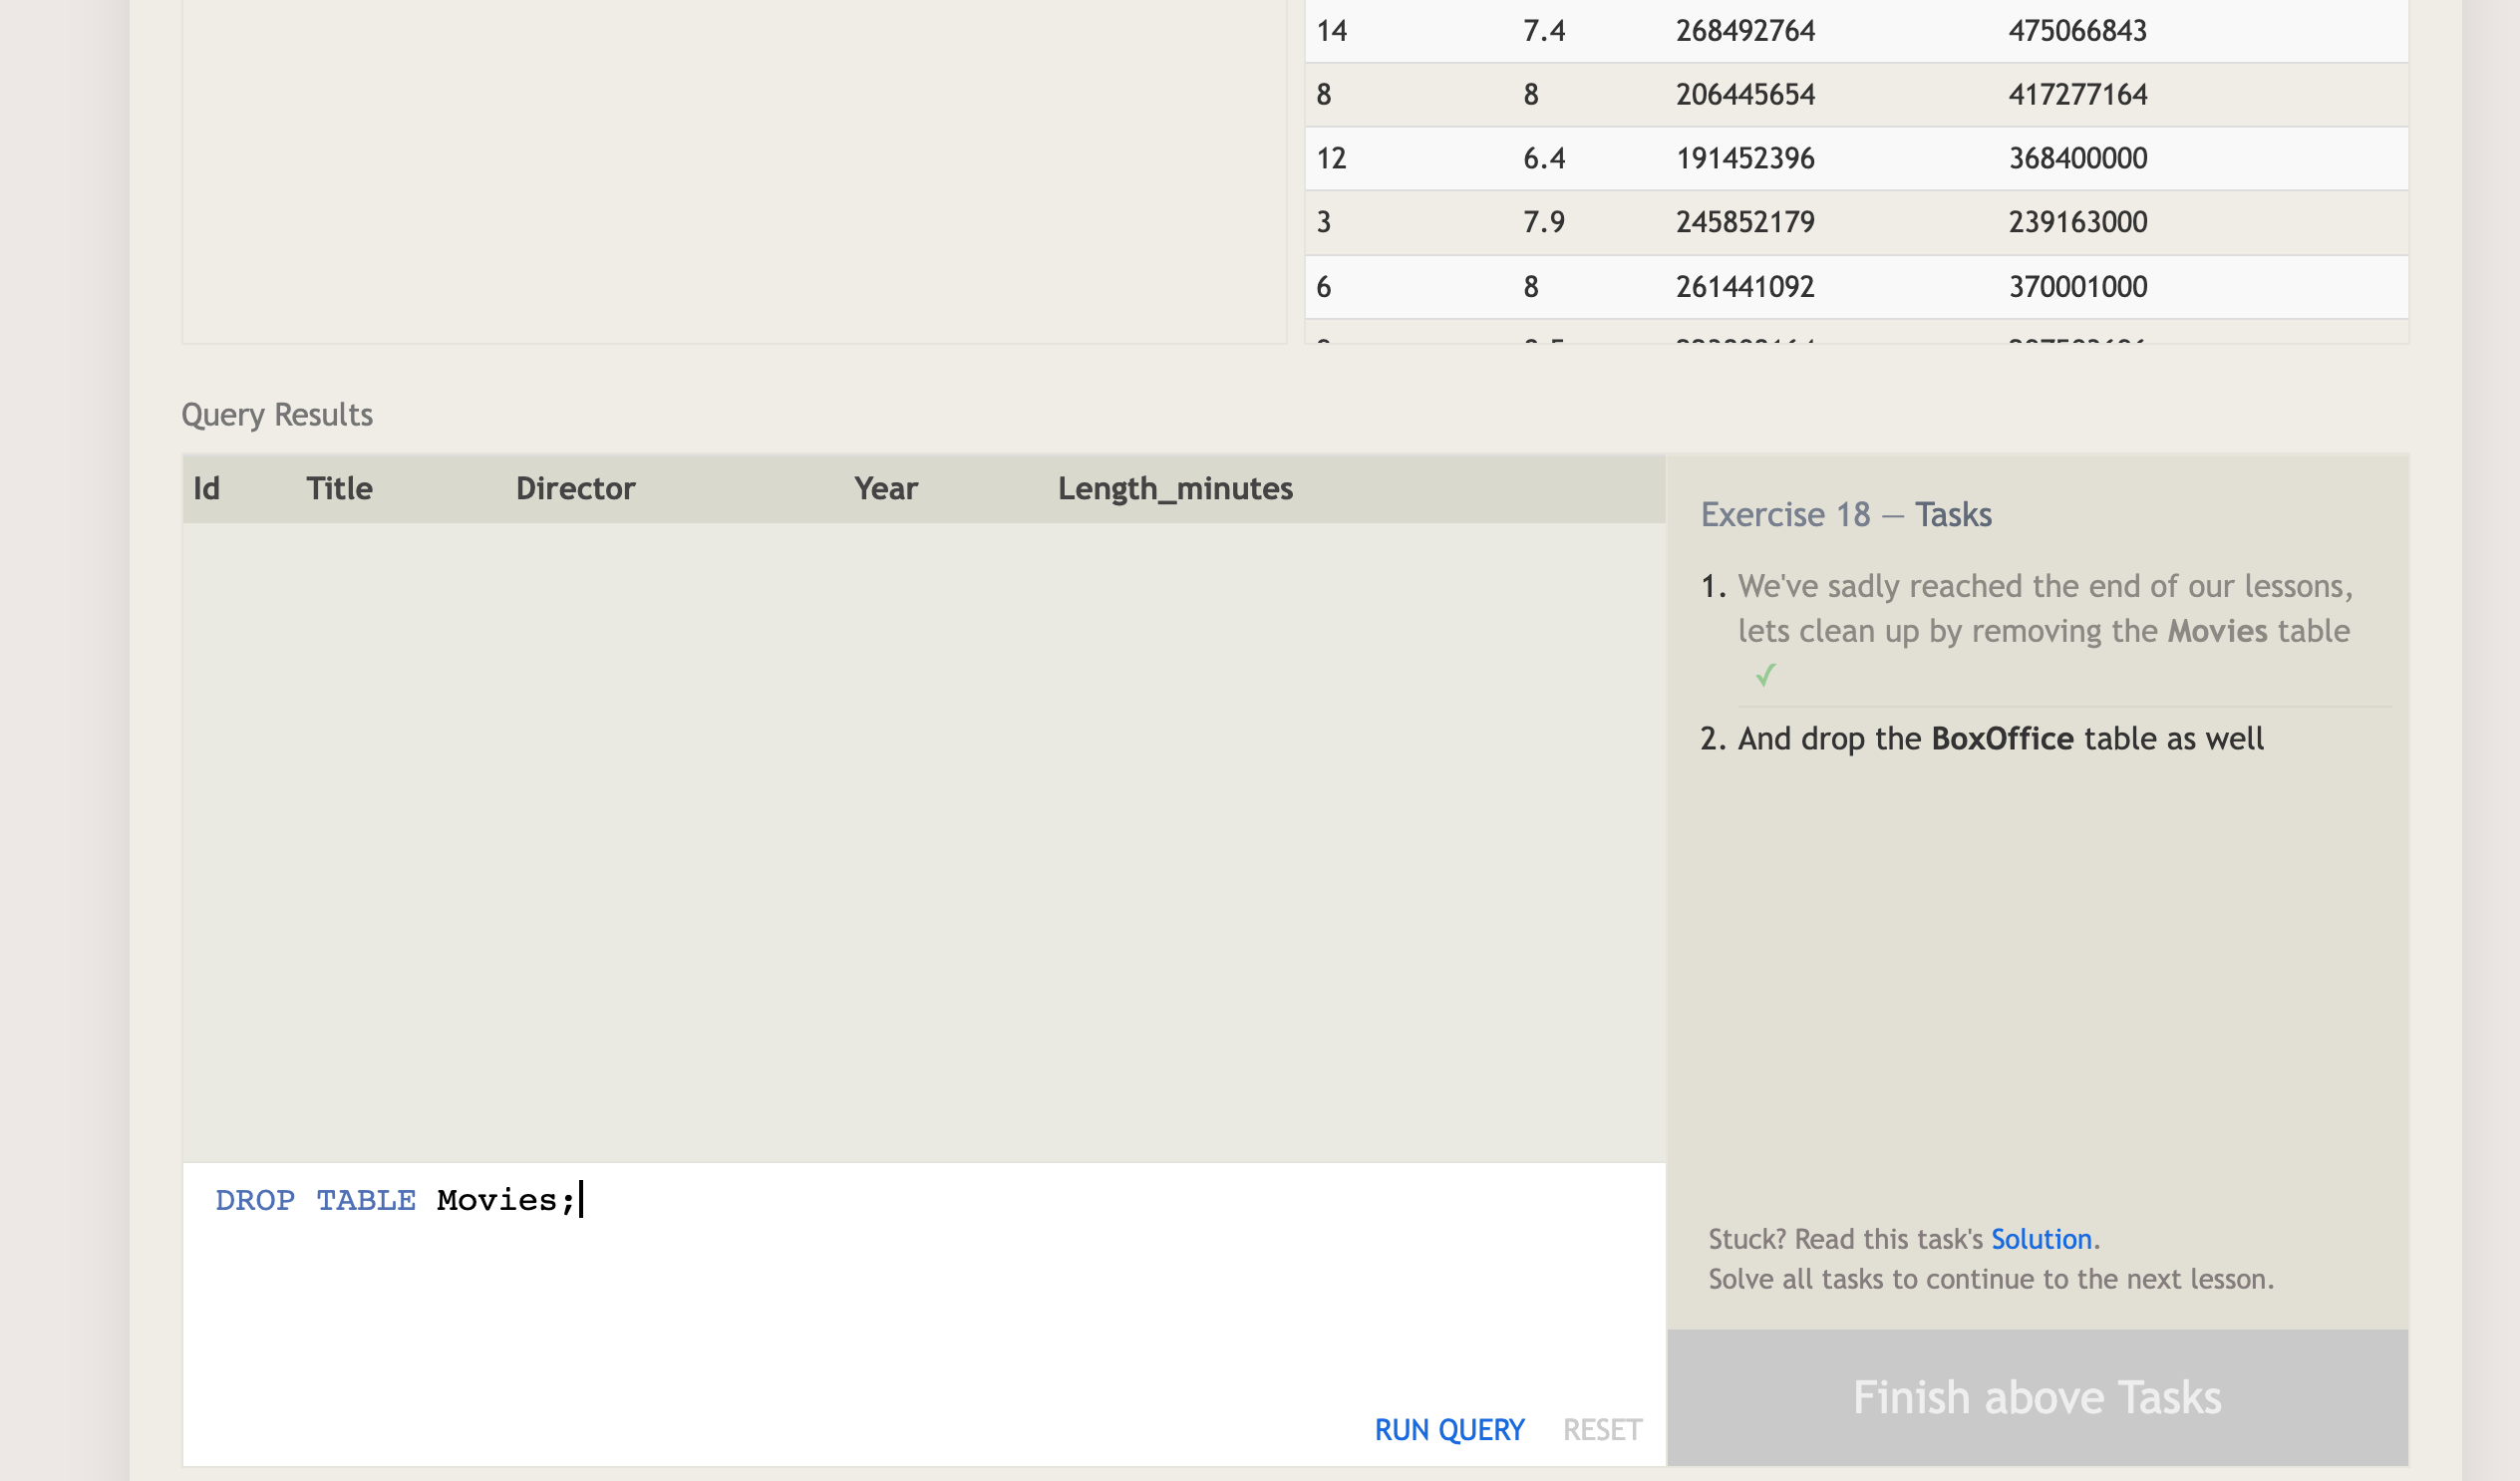 14 7.4 268492764 475066843
8 8 206445654 417277164
12 6.4 191452396 368400000
3 7.9 245852179 239163000
6 8 261441092 370001000
Query Results
Id Title Director Year Length_minutes
Exercise 18 — Tasks
1. We've sadly reached the end of our lessons,
lets clean up by removing the Movies table
✓
2. And drop the BoxOffice table as well
DROP TABLE Movies;
Stuck? Read this task's Solution.
Solve all tasks to continue to the next lesson.
RUN QUERY RESET
Finish above Tasks